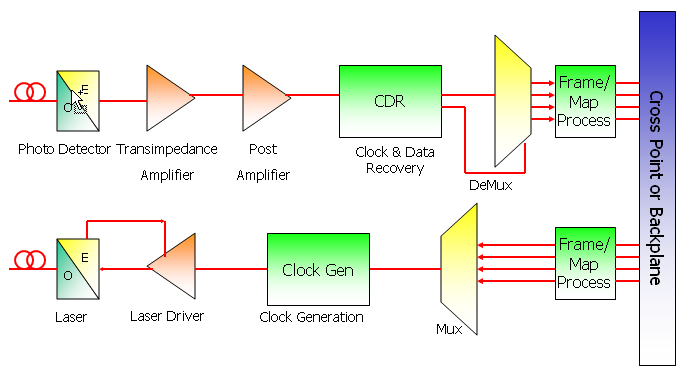 E
O
Photo Detector
Transimpedance
Amplifier
Post
Amplifier
CDR
Clock & Data
Recovery
DeMux
Frame/
Map
Process
Cross Point or Backplane
E
O
Laser
Laser Driver
Clock Gen
Clock Generation
Mux
Frame/
Map
Process